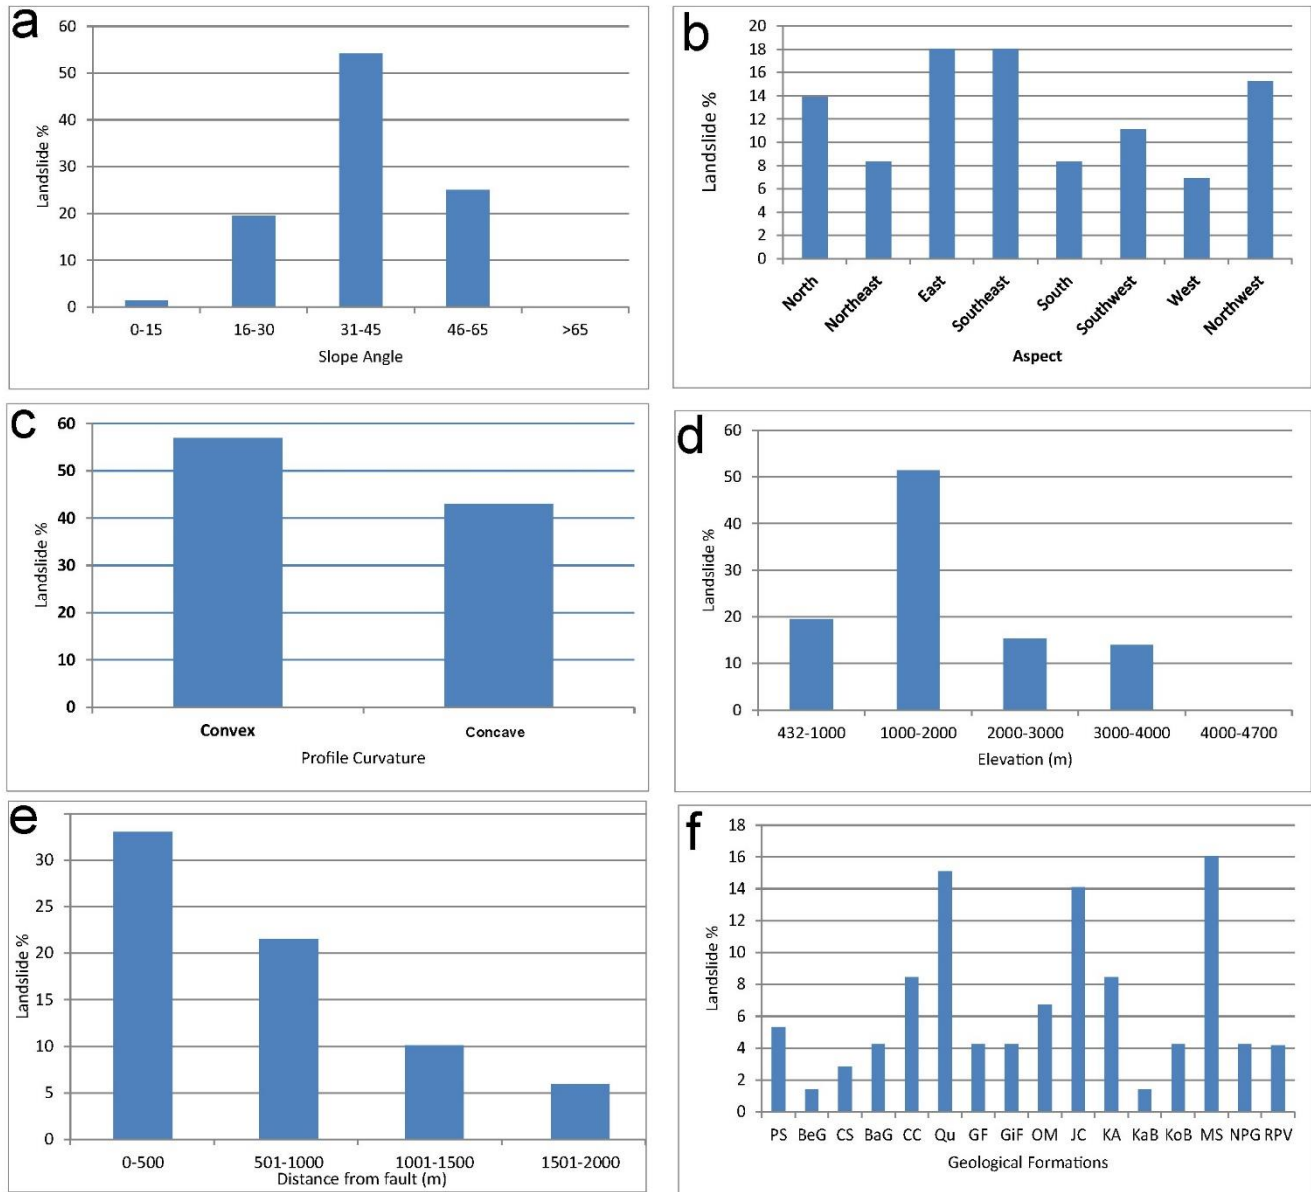 a
60
50
40
30
20
10
0
Landslide %
0-15 16-30 31-45 46-65 >65
Slope Angle
b
20
18
16
14
12
10
8
6
4
2
0
Landslide %
North Northeast East Southeast South Southwest West Northwest
Aspect
c
60
50
40
30
20
10
0
Landslide %
Convex Concave
Profile Curvature
d
60
50
40
30
20
10
0
Landslide %
432-1000 1000-2000 2000-3000 3000-4000 4000-4700
Elevation (m)
e
30
25
20
15
10
5
0
Landslide %
0-500 501-1000 1001-1500 1501-2000
Distance from fault (m)
f
18
16
14
12
10
8
6
4
2
0
Landslide %
PS BeG CS BaG CC Qu GF GiF OM JC KA KaB KoB MS NPG RPV
Geological Formations